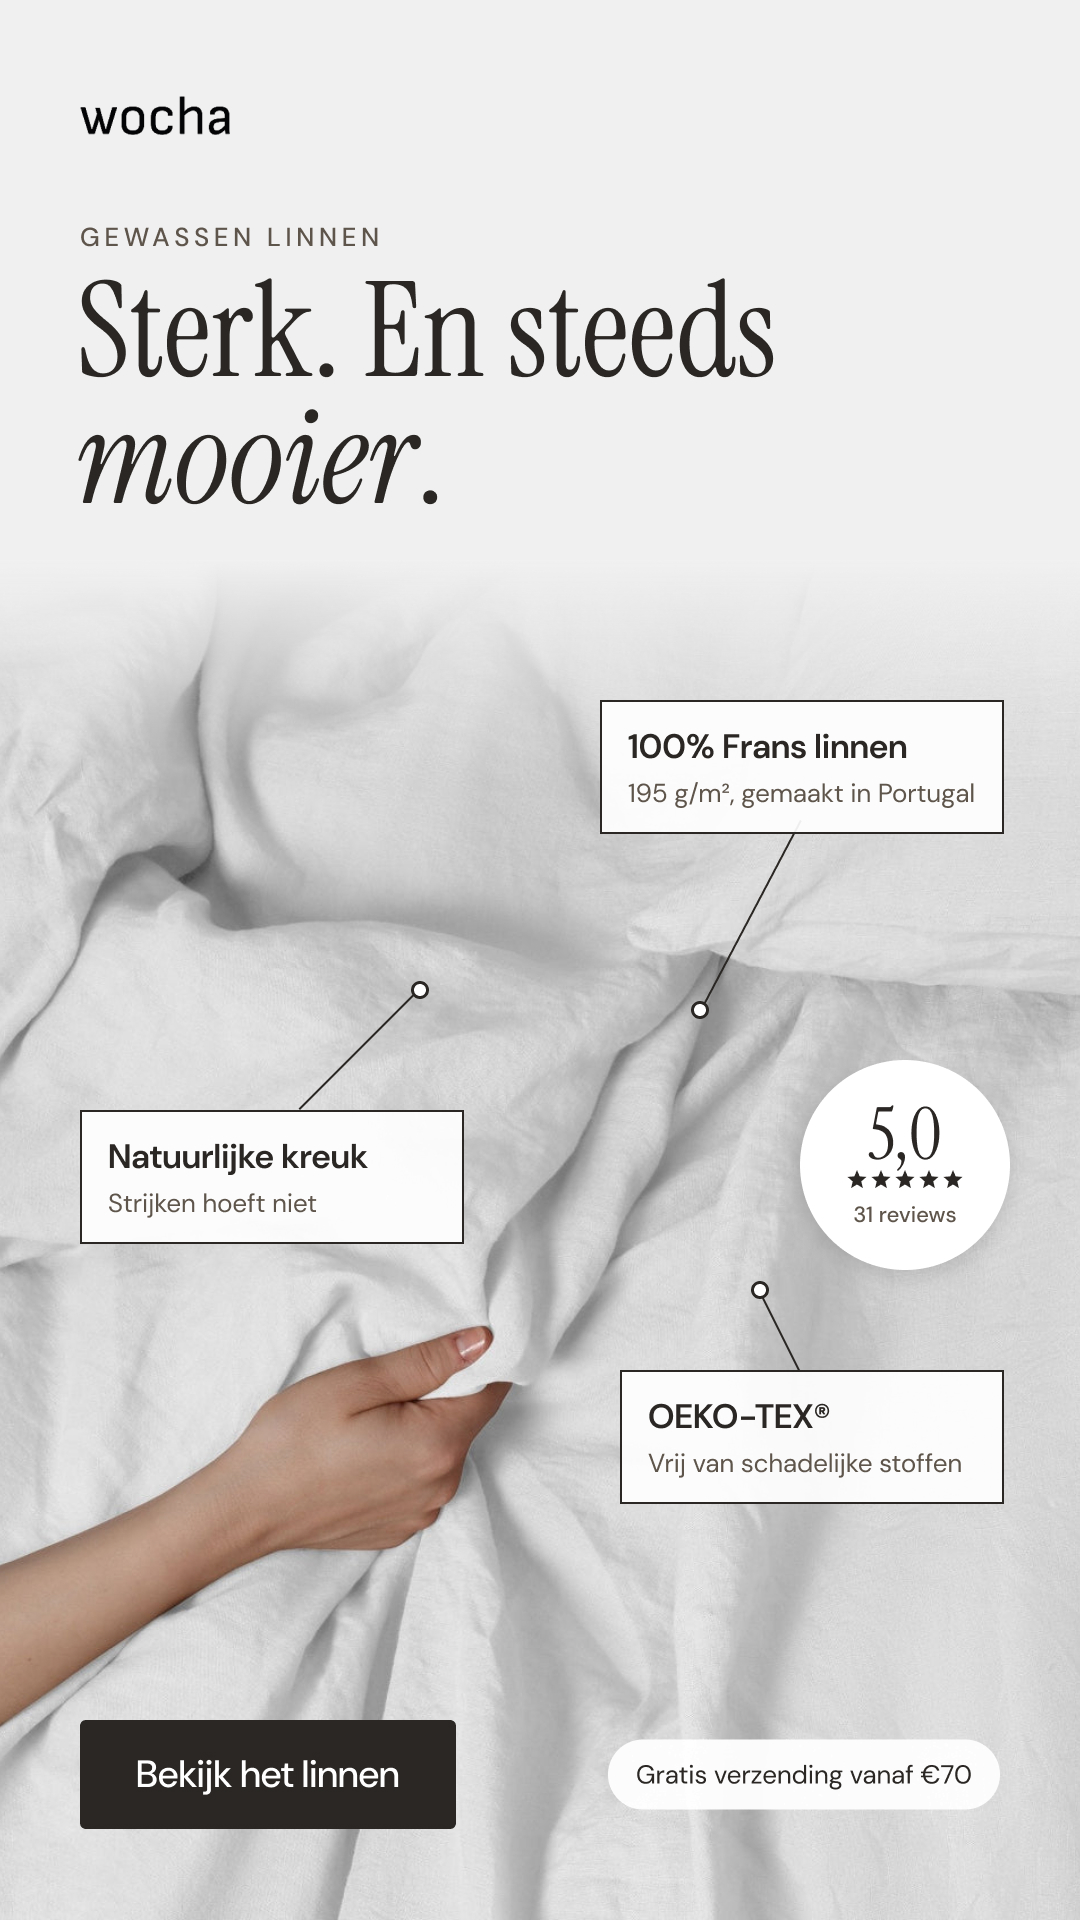 wocha
GEWASSEN LINNEN
Sterk. En steeds
mooier.
100% Frans linnen
195 g/m², gemaakt in Portugal
Natuurlijke kreuk
Strijken hoeft niet
5,0
★★★★★
31 reviews
OEKO-TEX®
Vrij van schadelijke stoffen
Bekijk het linnen
Gratis verzending vanaf €70